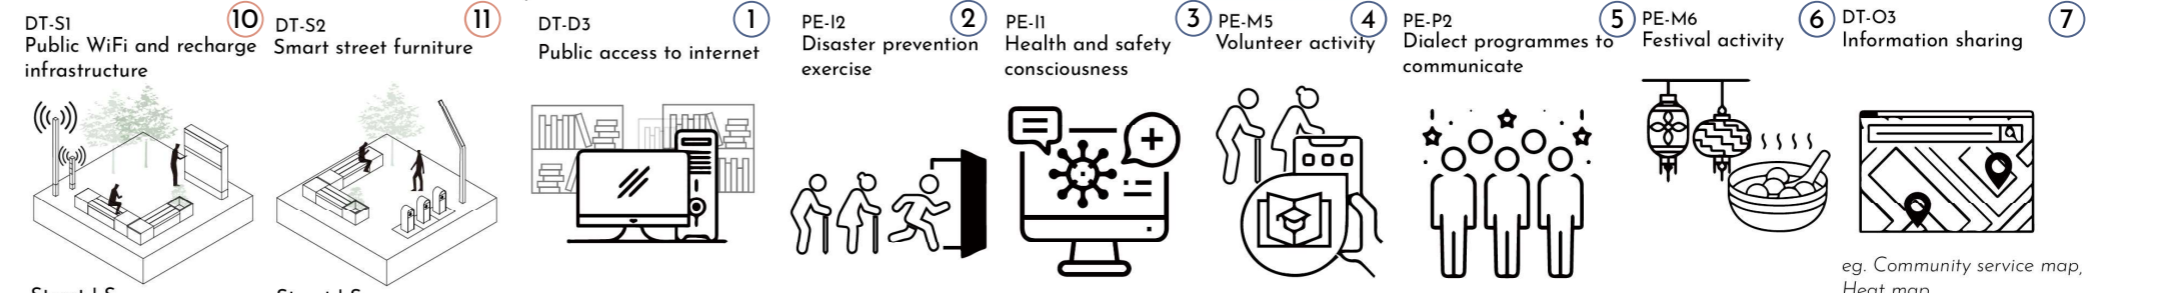 DT-S1
Public WiFi and recharge
infrastructure
10
DT-S2
Smart street furniture
11
DT-D3
Public access to internet
1
PE-I2
Disaster prevention
exercise
2
PE-I1
Health and safety
consciousness
3
PE-M5
Volunteer activity
4
PE-P2
Dialect programmes to
communicate
5
PE-M6
Festival activity
6
DT-O3
Information sharing
7
eg. Community service map,
Heat map